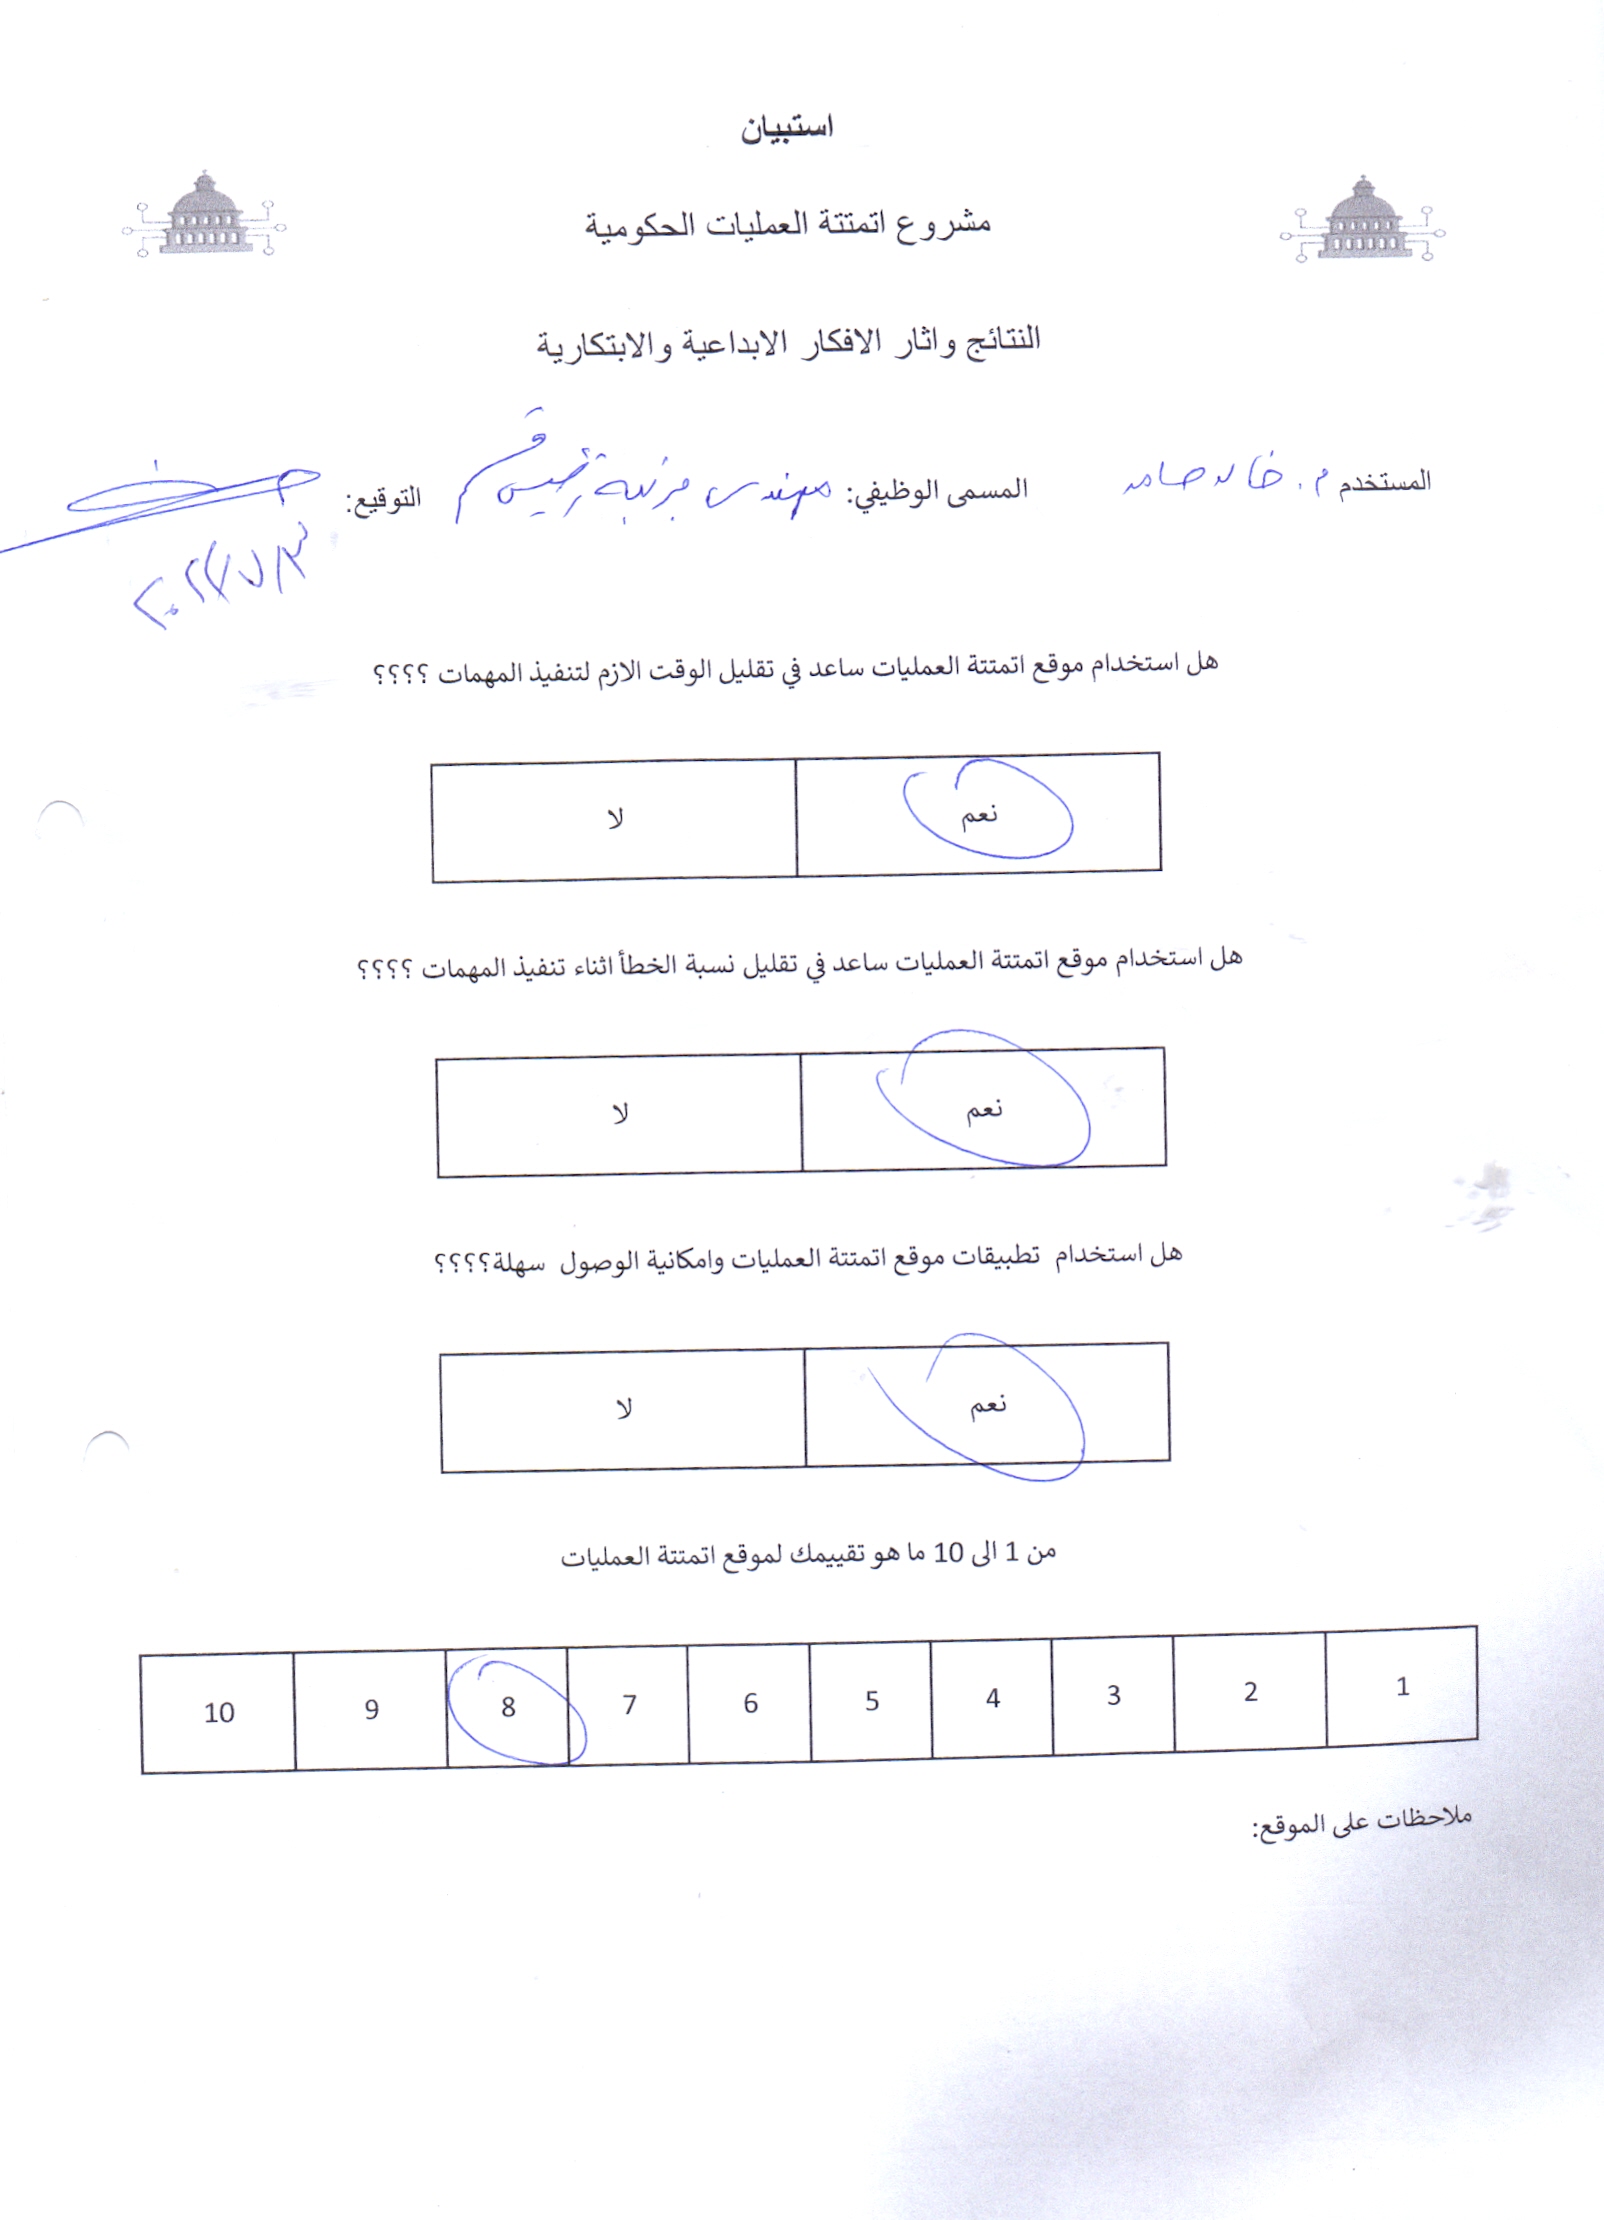 استبيان
مشروع اتمتتة العمليات الحكومية
النتائج واثار الافكار الابداعية والابتكارية
المستخدم م. خالد حامد المسمى الوظيفي: مهندس برتبة رئيس قسم التوقيع:
هل استخدام موقع اتمتتة العمليات ساعد في تقليل الوقت الازم لتنفيذ المهمات ؟؟؟؟
نعم لا
هل استخدام موقع اتمتتة العمليات ساعد في تقليل نسبة الخطأ اثناء تنفيذ المهمات ؟؟؟؟
نعم لا
هل استخدام تطبيقات موقع اتمتتة العمليات وامكانية الوصول سهلة؟؟؟؟
نعم لا
من 1 الى 10 ما هو تقييمك لموقع اتمتتة العمليات
1 2 3 4 5 6 7 8 9 10
ملاحظات على الموقع: